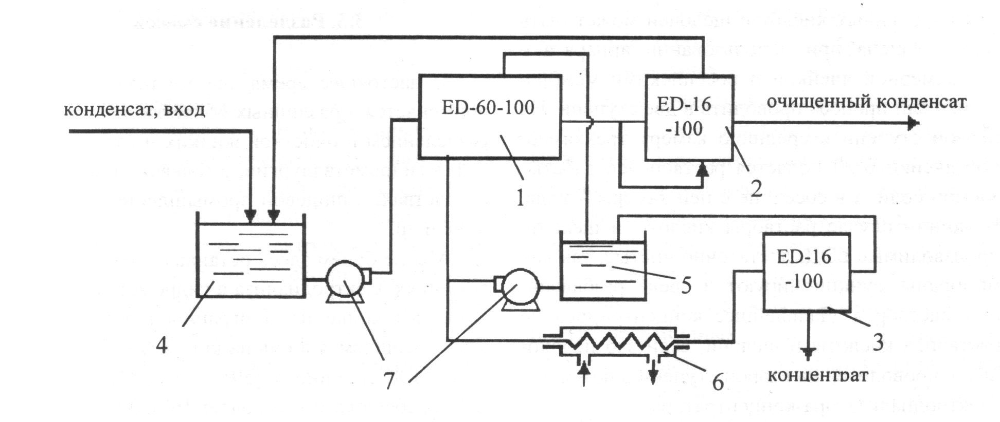 конденсат, вход
ED-60-100
ED-16
-100
очищенный конденсат
1
2
ED-16
-100
4
7
5
6
3
концентрат